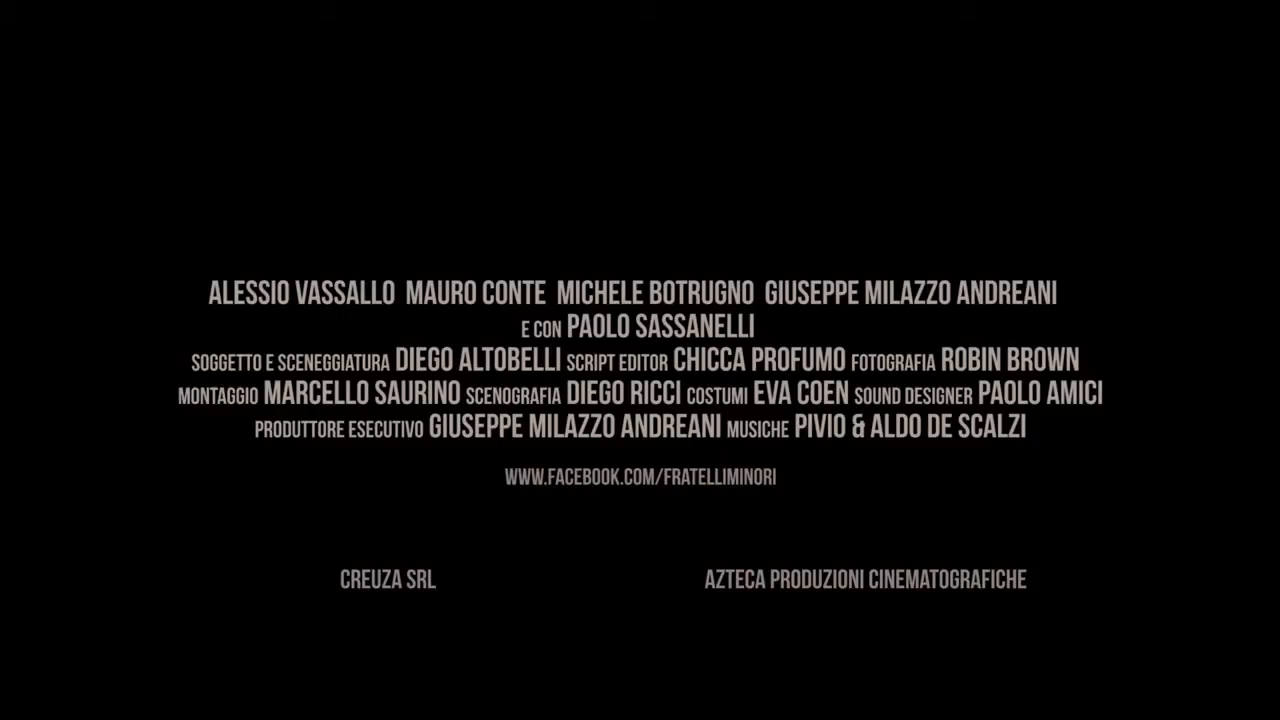 ALESSIO VASSALLO MAURO CONTE MICHELE BOTRUGNO GIUSEPPE MILAZZO ANDREANI
E CON PAOLO SASSANELLI
SOGGETTO E SCENEGGIATURA DIEGO ALTOBELLI SCRIPT EDITOR CHICCA PROFUMO FOTOGRAFIA ROBIN BROWN
MONTAGGIO MARCELLO SAURINO SCENOGRAFIA DIEGO RICCI COSTUMI EVA COEN SOUND DESIGNER PAOLO AMICI
PRODUTTORE ESECUTIVO GIUSEPPE MILAZZO ANDREANI MUSICHE PIVIO & ALDO DE SCALZI
WWW.FACEBOOK.COM/FRATELLIMINORI
CREUZA SRL AZTECA PRODUZIONI CINEMATOGRAFICHE